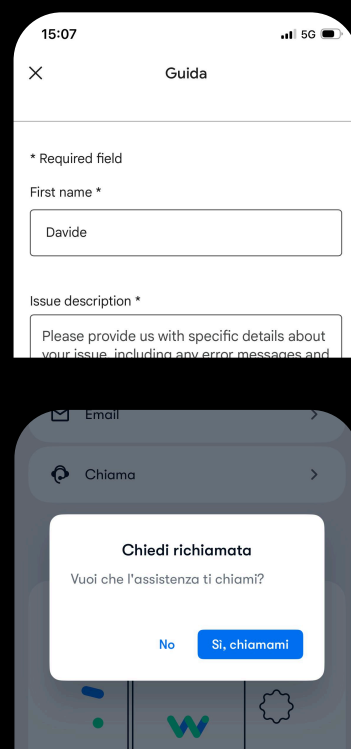 15:07
5G
Guida
* Required field
First name *
Davide
Issue description *
Please provide us with specific details about
your issue, including any error messages and
Email
Chiama
Chiedi richiamata
Vuoi che l'assistenza ti chiami?
No
Sì, chiamami